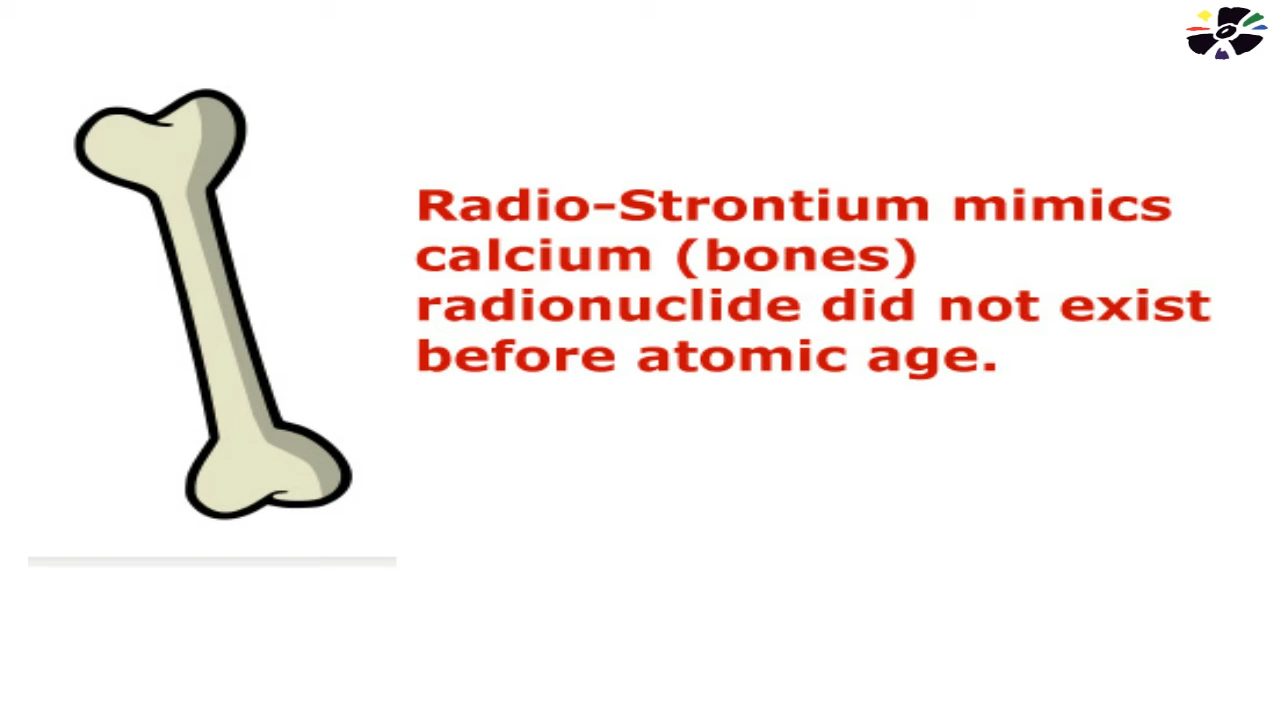 Radio-Strontium mimics
calcium (bones)
radionuclide did not exist
before atomic age.